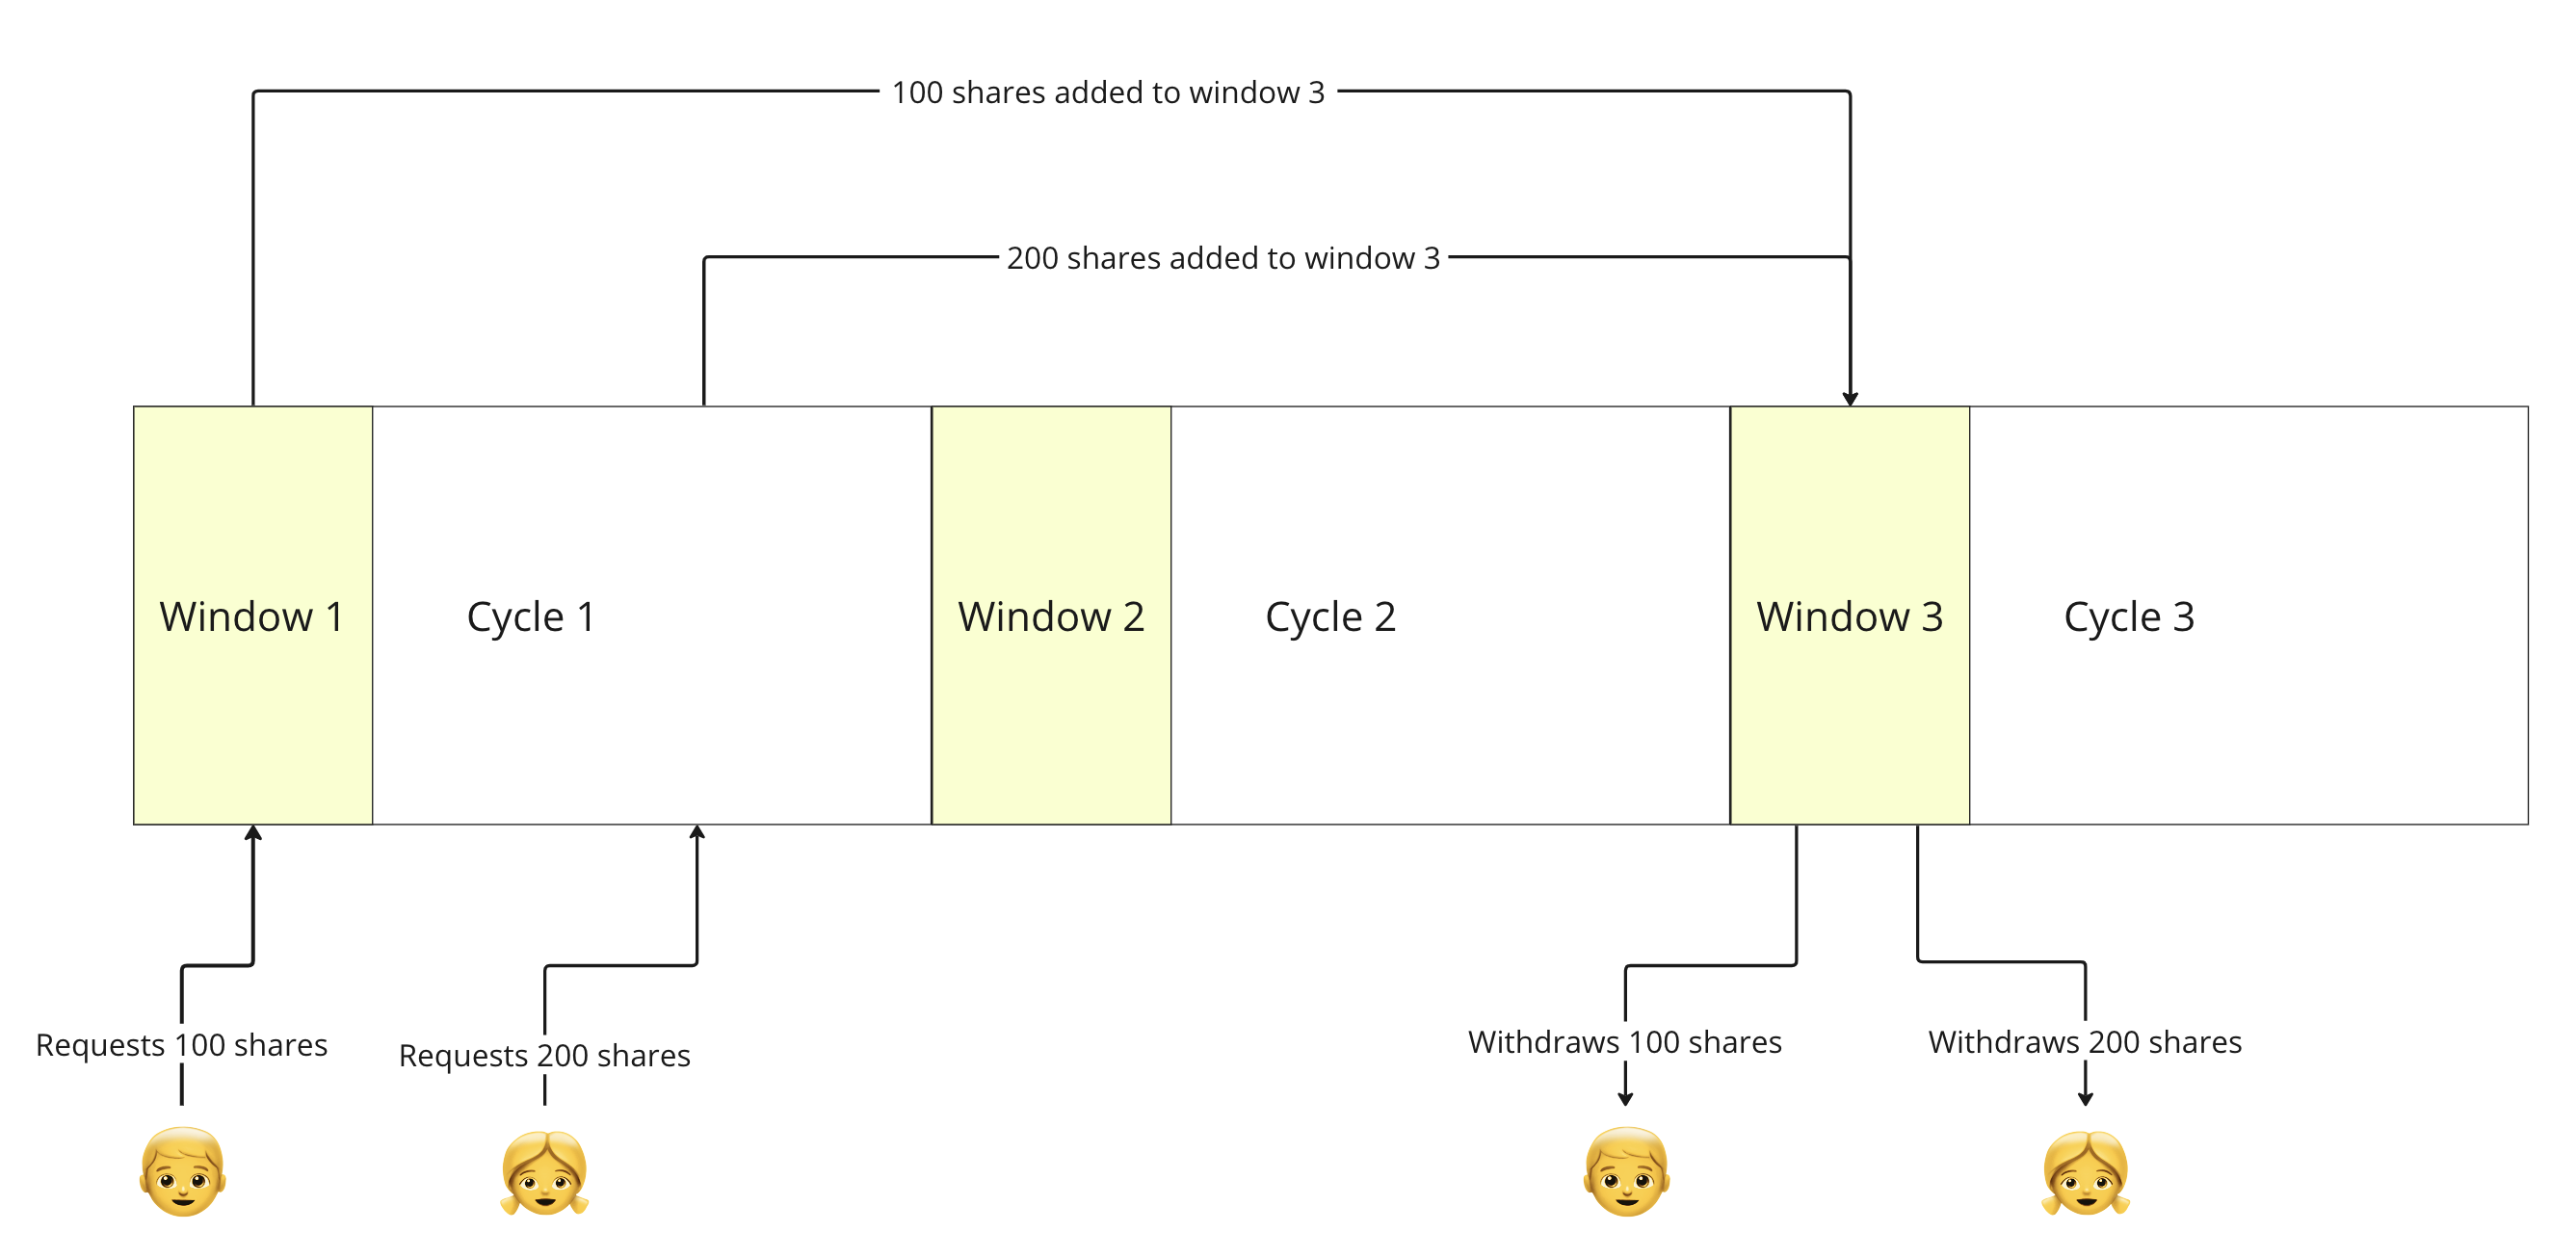 100 shares added to window 3
200 shares added to window 3
Window 1
Cycle 1
Window 2
Cycle 2
Window 3
Cycle 3
Requests 100 shares
Requests 200 shares
Withdraws 100 shares
Withdraws 200 shares